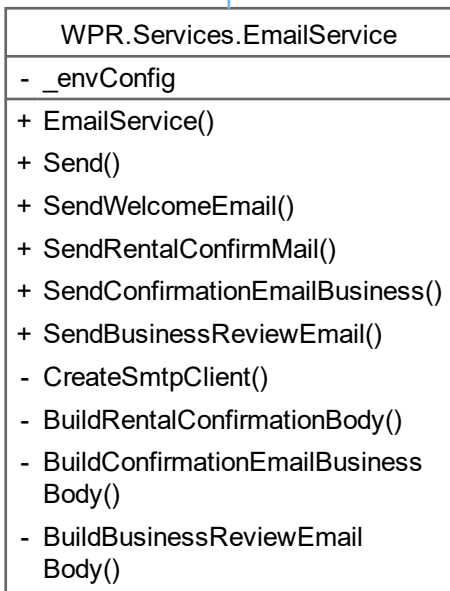 WPR.Services.EmailService
- _envConfig
+ EmailService()
+ Send()
+ SendWelcomeEmail()
+ SendRentalConfirmMail()
+ SendConfirmationEmailBusiness()
+ SendBusinessReviewEmail()
- CreateSmtpClient()
- BuildRentalConfirmationBody()
- BuildConfirmationEmailBusiness
Body()
- BuildBusinessReviewEmail
Body()